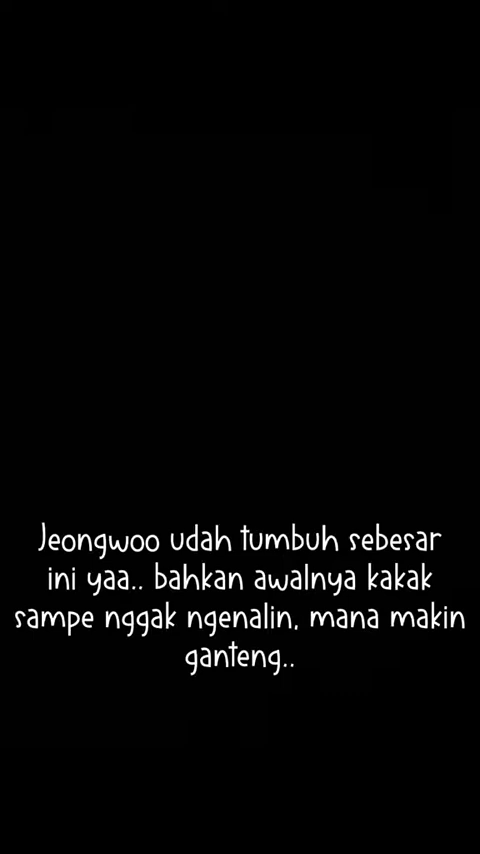 Jeongwoo udah tumbuh sebesar
ini yaa.. bahkan awalnya kakak
sampe nggak ngenalin, mana makin
ganteng..